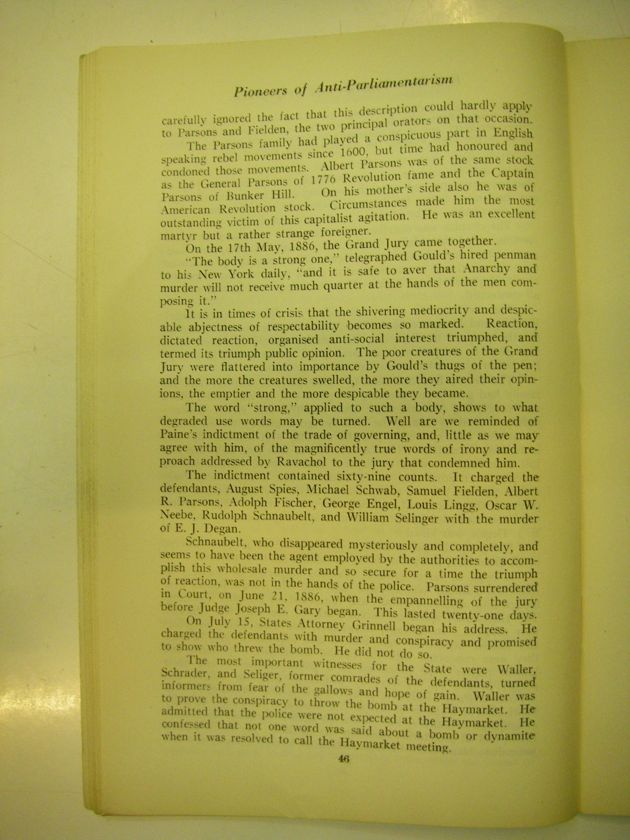 Pioneers of Anti-Parliamentarism
carefully ignored the fact that this description could hardly apply
to Parsons and Fielden, the two principal orators on that occasion.
The Parsons family had played a conspicuous part in English
speaking rebel movements since 1600, but time had honoured and
condoned those movements. Albert Parsons was of the same stock
as the General Parsons of 1776 Revolution fame and the Captain
Parsons of Bunker Hill. On his mother's side also he was of
American Revolution stock. Circumstances made him the most
outstanding victim of this capitalist agitation. He was an excellent
martyr but a rather strange foreigner.
On the 17th May, 1886, the Grand Jury came together.
"The body is a strong one," telegraphed Gould's hired penman
to his New York daily, "and it is safe to aver that Anarchy and
murder will not receive much quarter at the hands of the men com-
posing it."
It is in times of crisis that the shivering mediocrity and despic-
able abjectness of respectability becomes so marked. Reaction,
dictated reaction, organised anti-social interest triumphed, and
termed its triumph public opinion. The poor creatures of the Grand
Jury were flattered into importance by Gould's thugs of the pen;
and the more the creatures swelled, the more they aired their opin-
ions, the emptier and the more despicable they became.
The word "strong," applied to such a body, shows to what
degraded use words may be turned. Well are we reminded of
Paine's indictment of the trade of governing, and, little as we may
agree with him, of the magnificently true words of irony and re-
proach addressed by Ravachol to the jury that condemned him.
The indictment contained sixty-nine counts. It charged the
defendants, August Spies, Michael Schwab, Samuel Fielden, Albert
R. Parsons, Adolph Fischer, George Engel, Louis Lingg, Oscar W.
Neebe, Rudolph Schnaubelt, and William Selinger with the murder
of E. J. Degan.
Schnaubelt, who disappeared mysteriously and completely, and
seems to have been the agent employed by the authorities to accom-
plish this wholesale murder and so secure for a time the triumph
of reaction, was not in the hands of the police. Parsons surrendered
in Court, on June 21, 1886, when the empannelling of the jury
before Judge Joseph E. Gary began. This lasted twenty-one days.
On July 15, States Attorney Grinnell began his address. He
charged the defendants with murder and conspiracy and promised
to show who threw the bomb. He did not do so.
The most important witnesses for the State were Waller,
Schrader, and Seliger, former comrades of the defendants, turned
informers from fear of the gallows and hope of gain. Waller was
to prove the conspiracy to throw the bomb at the Haymarket. He
admitted that the police were not expected at the Haymarket. He
confessed that not one word was said about a bomb or dynamite
when it was resolved to call the Haymarket meeting.
46